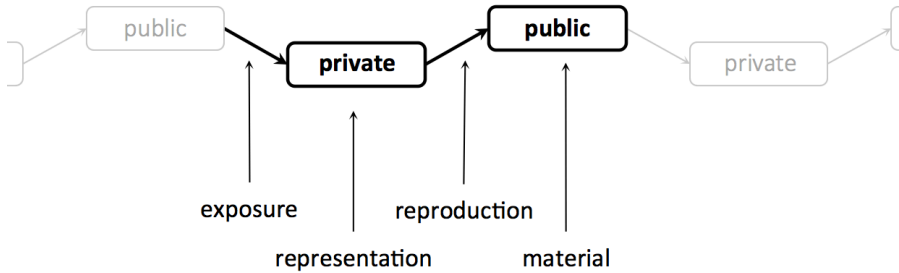 public
public
private
private
exposure
reproduction
representation
material